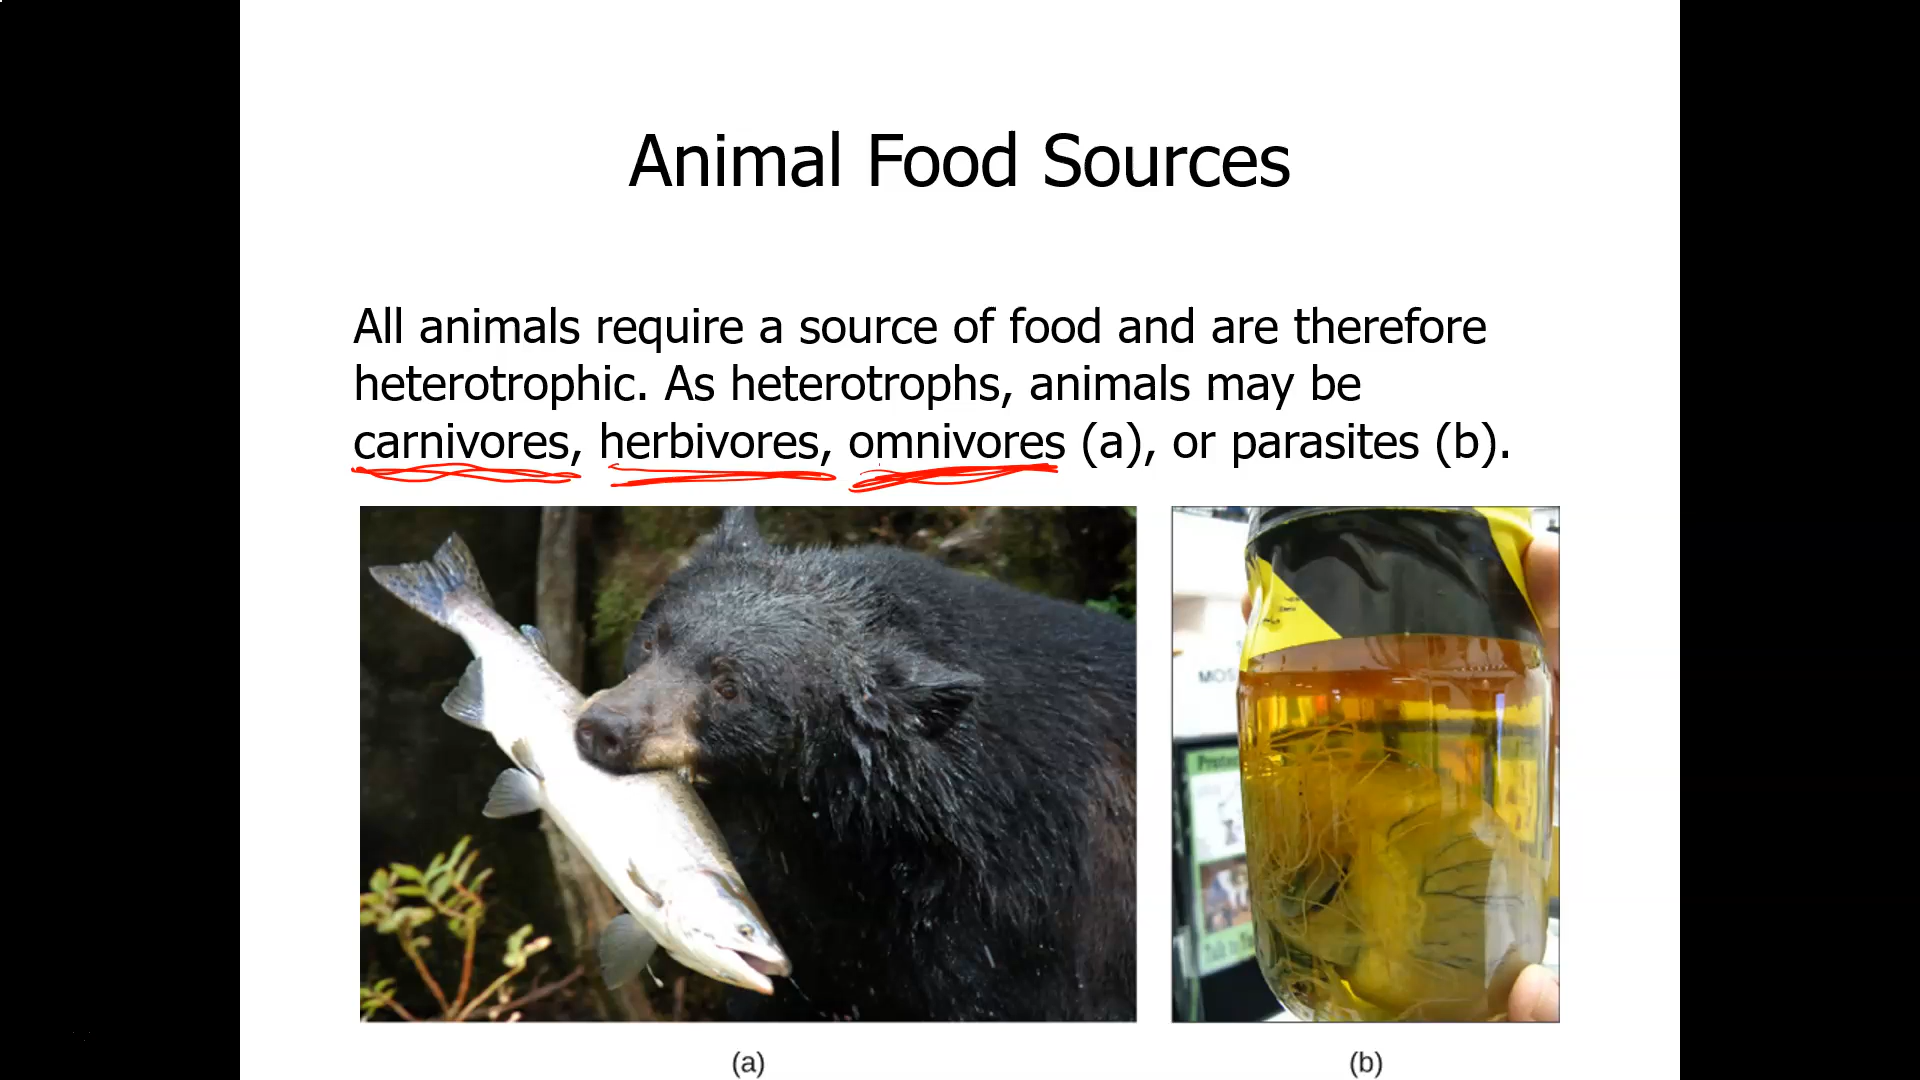 Animal Food Sources
All animals require a source of food and are therefore
heterotrophic. As heterotrophs, animals may be
carnivores, herbivores, omnivores (a), or parasites (b).
MOS
(a)
(b)